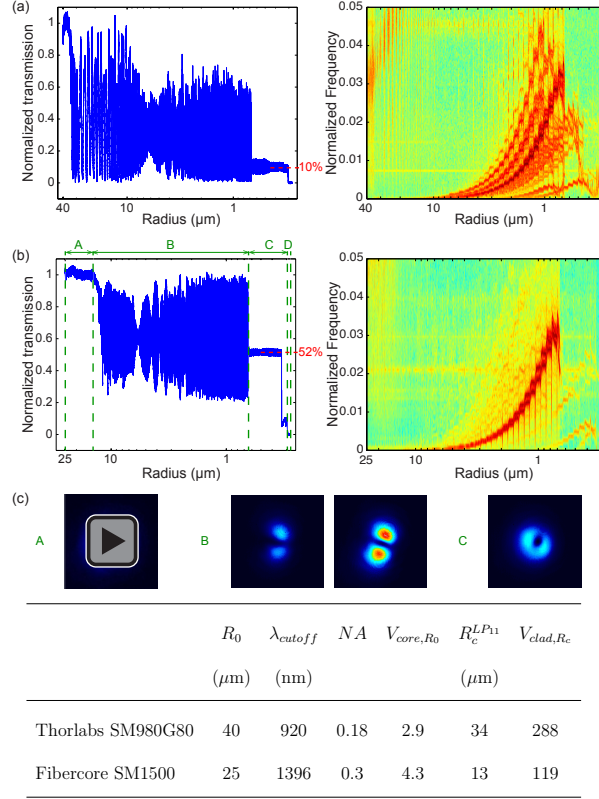 (a)
Normalized transmission
1
0.8
0.6
0.4
0.2
0
40
10
1
Radius (μm)
10%
Normalized Frequency
0.05
0.04
0.03
0.02
0.01
0
40
10
1
Radius (μm)
(b)
A
B
C
D
Normalized transmission
1
0.8
0.6
0.4
0.2
0
25
10
1
Radius (μm)
52%
Normalized Frequency
0.05
0.04
0.03
0.02
0.01
0
25
10
1
Radius (μm)
(c)
A B C
R₀ λcutoff NA Vcore,R₀ Rc^LP₁₁ Vclad,Rc
(μm) (nm) (μm)
Thorlabs SM980G80 40 920 0.18 2.9 34 288
Fibercore SM1500 25 1396 0.3 4.3 13 119